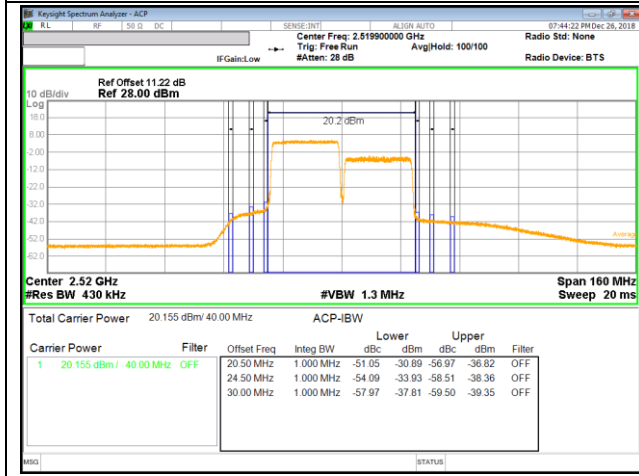 Keysight Spectrum Analyzer - ACP
RL RF 50 Ω DC SENSE:INT ALIGN AUTO 07:44:22 PM Dec 26, 2018
Center Freq: 2.519900000 GHz Radio Std: None
Trig: Free Run Avg|Hold: 100/100
IFGain:Low #Atten: 28 dB Radio Device: BTS
Ref Offset 11.22 dB
10 dB/div Ref 28.00 dBm
Log
18.0
20.2 dBm
8.00
-2.00
-12.0
-22.0
-32.0
-42.0
-52.0 Average
-62.0
Center 2.52 GHz Span 160 MHz
#Res BW 430 kHz #VBW 1.3 MHz Sweep 20 ms
Total Carrier Power 20.155 dBm/ 40.00 MHz ACP-IBW
Lower Upper
Carrier Power Filter Offset Freq Integ BW dBc dBm dBc dBm Filter
1 20.155 dBm / 40.00 MHz OFF 20.50 MHz 1.000 MHz -51.05 -30.89 -56.97 -36.82 OFF
24.50 MHz 1.000 MHz -54.09 -33.93 -58.51 -38.36 OFF
30.00 MHz 1.000 MHz -57.97 -37.81 -59.50 -39.35 OFF
MSG STATUS